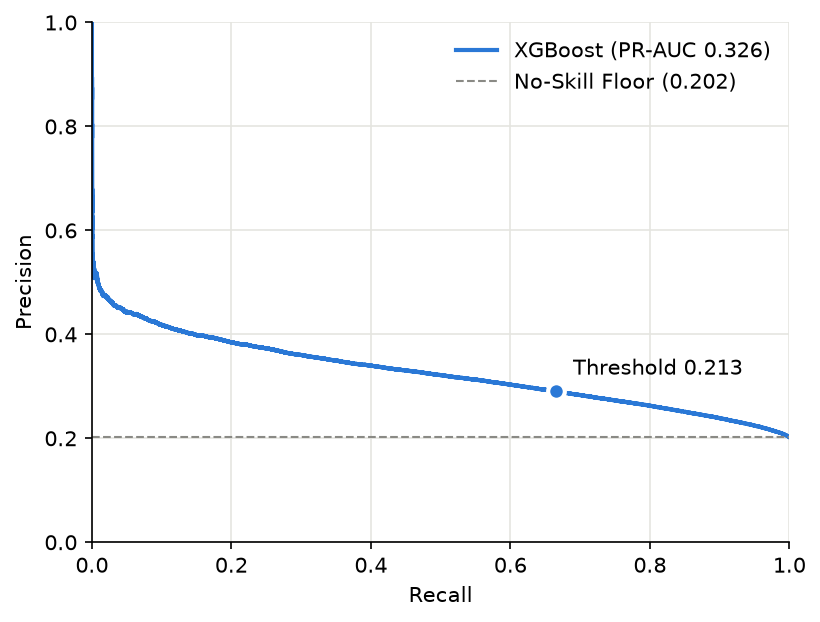 1.0
0.8
0.6
0.4
0.2
0.0
Precision
XGBoost (PR-AUC 0.326)
No-Skill Floor (0.202)
Threshold 0.213
0.0 0.2 0.4 0.6 0.8 1.0
Recall